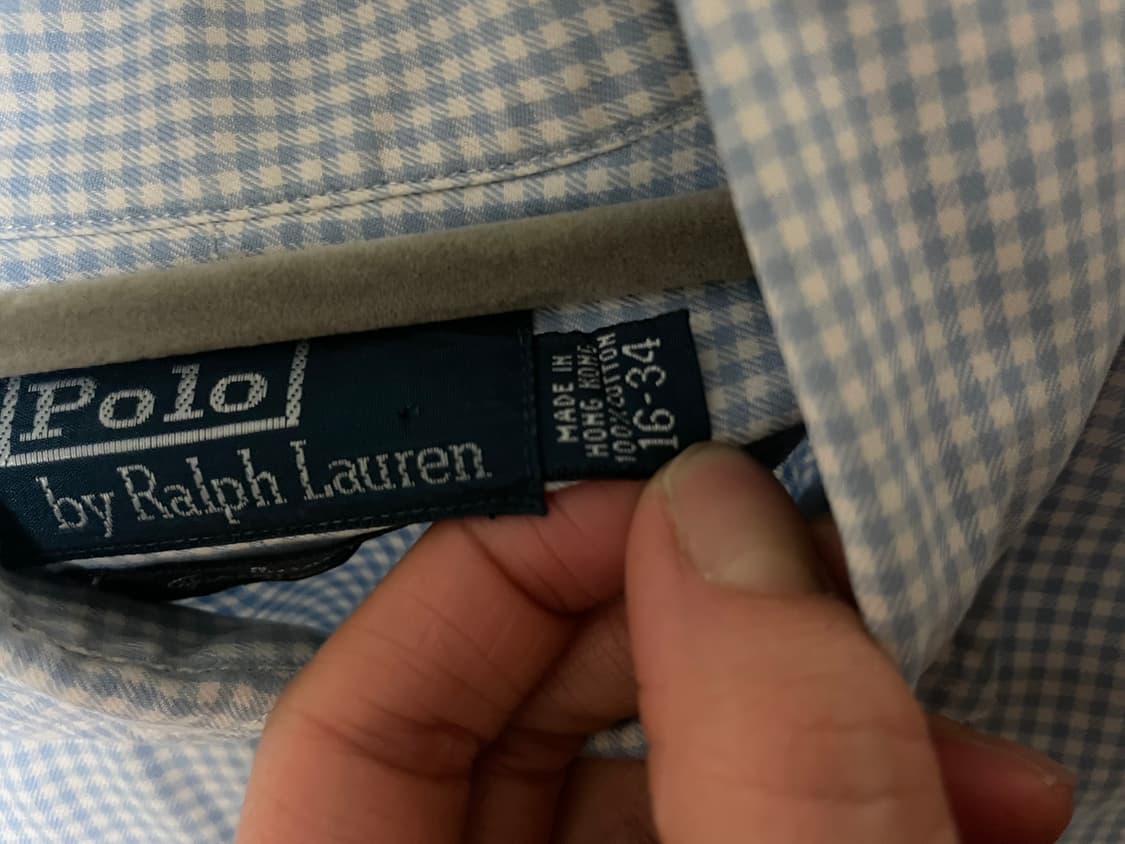 Polo
by Ralph Lauren
MADE IN
HONG KONG
100% COTTON
16-34